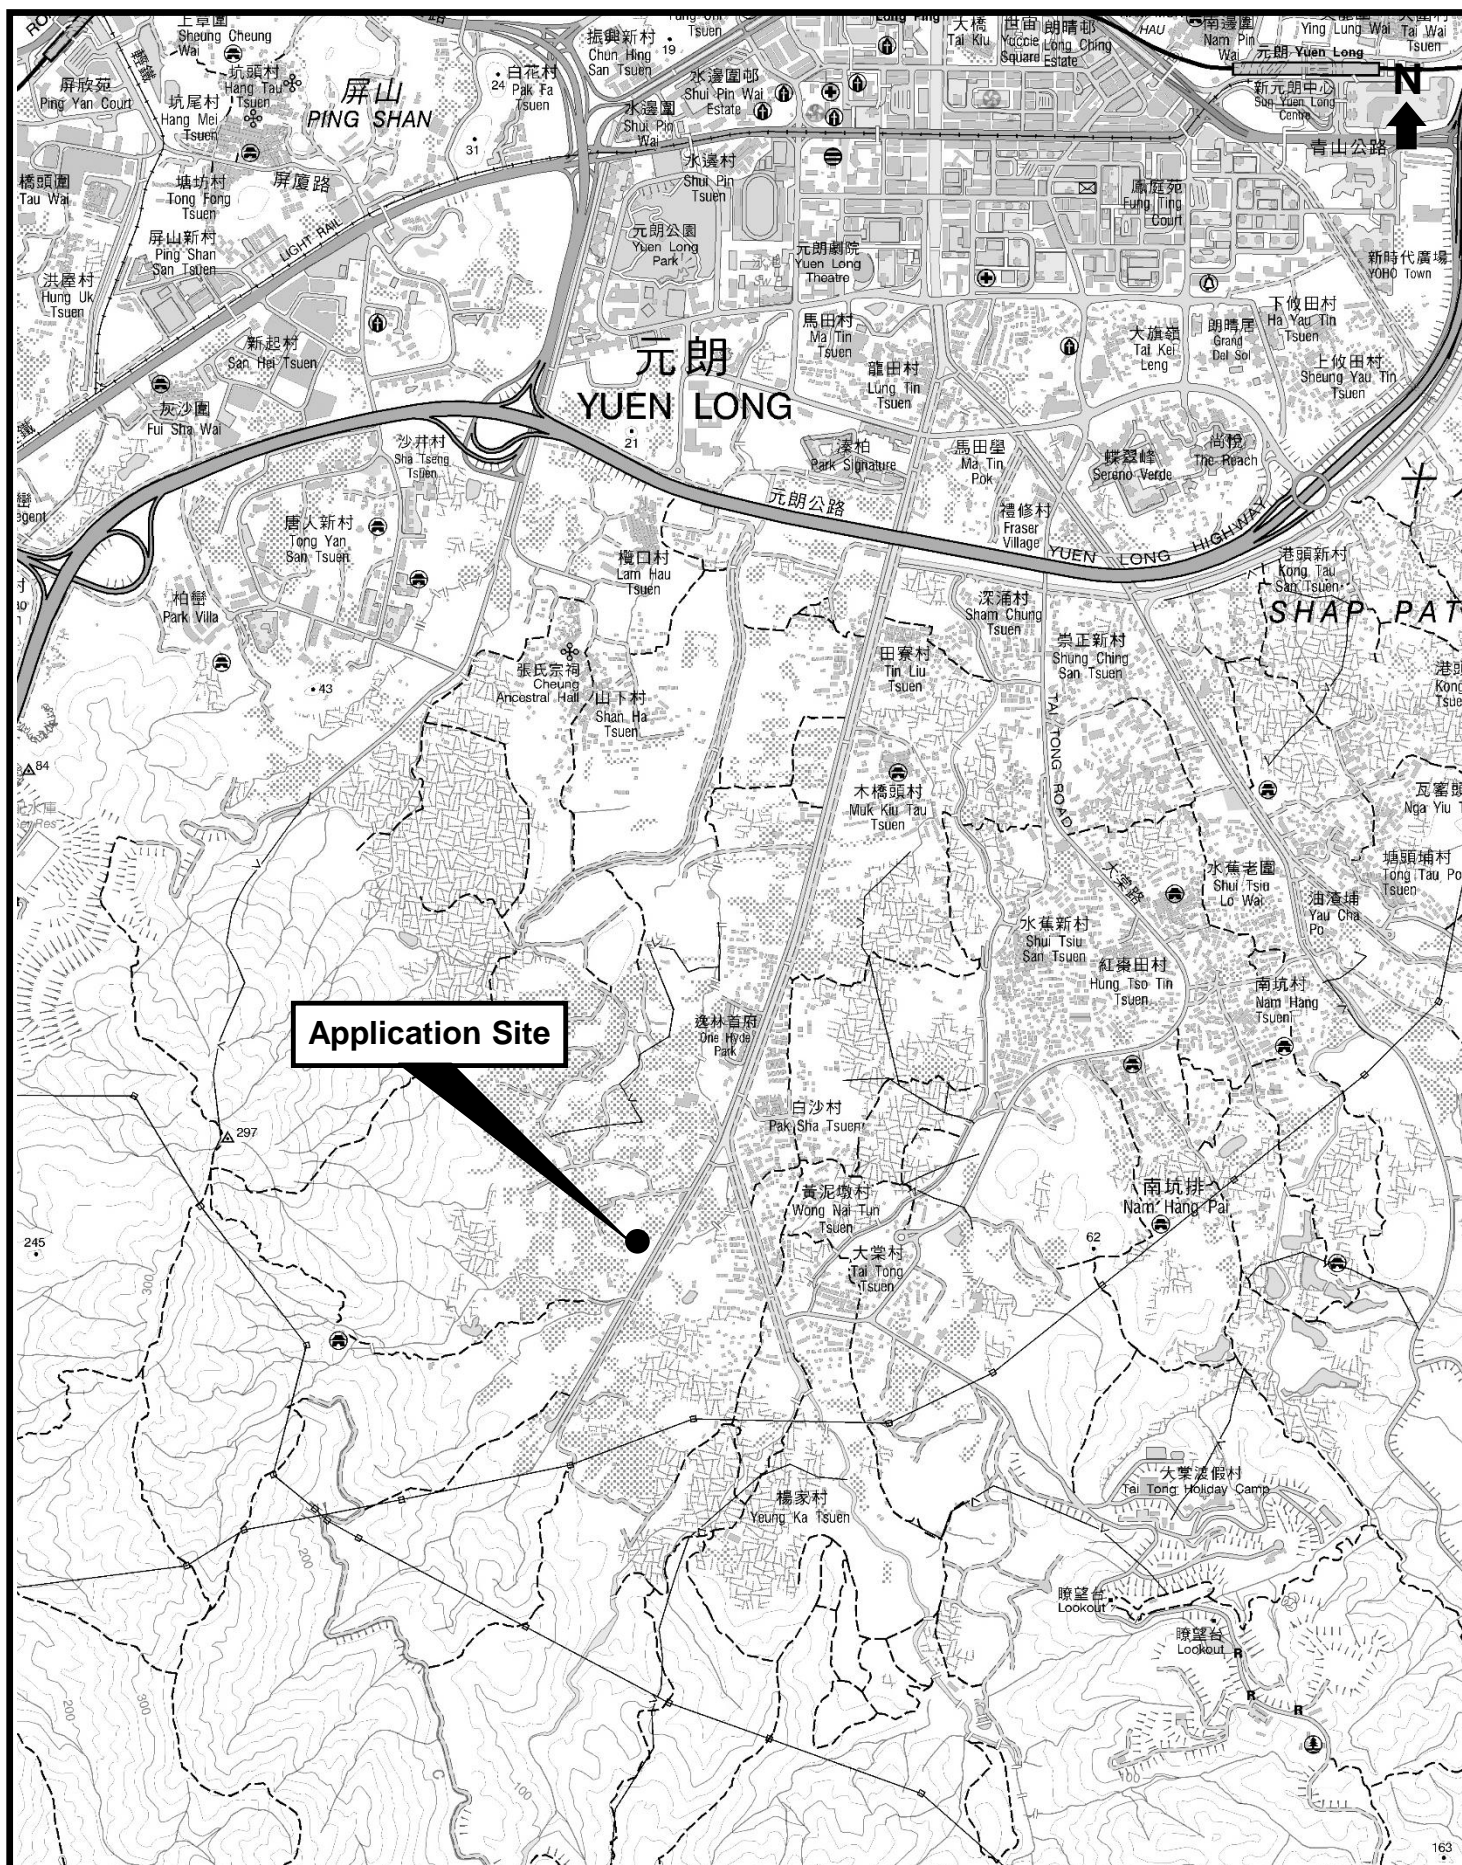 上章圍
Sheung Cheung
Wai
坑頭村
Hang Tau
Tsuen
屏欣苑
Ping Yan Court
坑尾村
Hang Mei
Tsuen
屏山
PING SHAN
橋頭圍
Tau Wai
塘坊村
Tong Fong
Tsuen
屏廈路
屏山新村
Ping Shan
San Tsuen
LIGHT RAIL
洪屋村
Hung Uk
Tsuen
新起村
San Hei Tsuen
灰沙圍
Fui Sha Wai
振興新村
Chun Hing
San Tsuen
19
Tsuen
24
白花村
Pak Fa
Tsuen
31
水邊圍邨
Shui Pin Wai
Estate
水邊圍
Shui Pin
Wai
水邊村
Shui Pin
Tsuen
元朗公園
Yuen Long
Park
元朗劇院
Yuen Long
Theatre
Long Ping
大橋
Tai Kiu
世宙
Yoccie
Square
朗晴邨
Long Ching
Estate
HAU
南邊圍
Nam Pin
Wai
Ying Lung Wai
Tai Wai
Tsuen
元朗 Yuen Long
新元朗中心
Sun Yuen Long
Centre
N
青山公路
鳳庭苑
Fung Ting
Court
新時代廣場
YOHO Town
下攸田村
Ha Yau Tin
Tsuen
朗晴居
Grand
Del Sol
大旗嶺
Tai Kei
Leng
上攸田村
Sheung Yau Tin
Tsuen
馬田村
Ma Tin
Tsuen
龍田村
Lung Tin
Tsuen
元朗
YUEN LONG
21
沙井村
Sha Tseng
Tsuen
溱柏
Park Signature
馬田壆
Ma Tin
Pok
蝶翠峰
Sereno Verde
尚悅
The Reach
元朗公路
禮修村
Fraser
Village
YUEN LONG HIGHWAY
唐人新村
Tong Yan
San Tsuen
欖口村
Lam Hau
Tsuen
柏巒
Park Villa
港頭新村
Kong Tau
San Tsuen
SHAP PAT
深涌村
Sham Chung
Tsuen
崇正新村
Shung Ching
San Tsuen
田寮村
Tin Liu
Tsuen
張氏宗祠
Cheung
Ancestral Hall
山下村
Shan Ha
Tsuen
43
84
TAI TONG ROAD
木橋頭村
Muk Kiu Tau
Tsuen
大棠路
水蕉老圍
Shui Tsiu
Lo Wai
塘頭埔村
Tong Tau Po
Tsuen
油渣埔
Yau Cha
Po
水蕉新村
Shui Tsiu
San Tsuen
紅棗田村
Hung Tso Tin
Tsuen
南坑村
Nam Hang
Tsuen
Application Site
逸林首府
One Hyde
Park
白沙村
Pak Sha Tsuen
297
黃泥墩村
Wong Nai Tun
Tsuen
南坑排
Nam Hang Pai
245
62
大棠村
Tai Tong
Tsuen
300
大棠渡假村
Tai Tong Holiday Camp
楊家村
Yeung Ka Tsuen
200
瞭望台
Lookout
瞭望台
Lookout
R
R
R
200
300
100
100
C
100
163